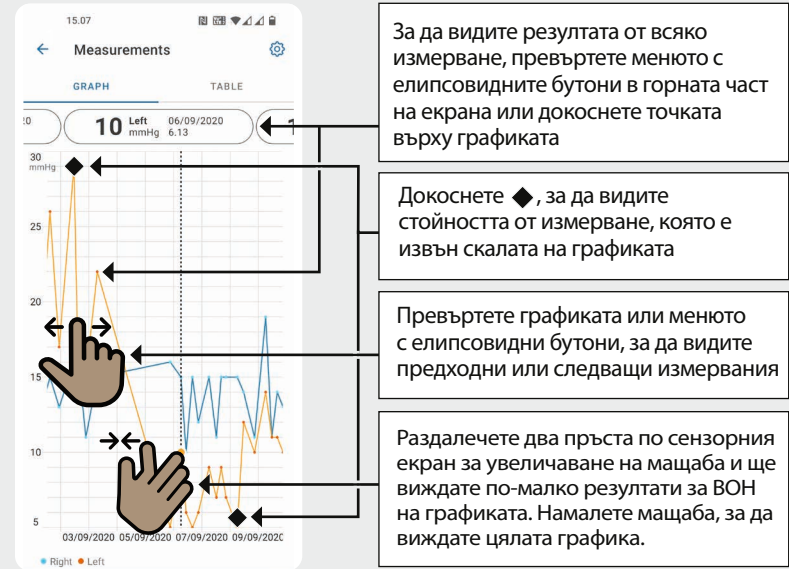 15.07
Measurements
GRAPH TABLE
10 Left mmHg 06/09/2020 6.13
30
mmHg
25
20
15
10
5
03/09/2020 05/09/2020 07/09/2020 09/09/2020
Right Left
За да видите резултата от всяко
измерване, превъртете менюто с
елипсовидните бутони в горната част
на екрана или докоснете точката
върху графиката
Докоснете ◆, за да видите
стойността от измерване, която е
извън скалата на графиката
Превъртете графиката или менюто
с елипсовидни бутони, за да видите
предходни или следващи измервания
Раздалечете два пръста по сензорния
екран за увеличаване на мащаба и ще
виждате по-малко резултати за ВОН
на графиката. Намалете мащаба, за да
виждате цялата графика.